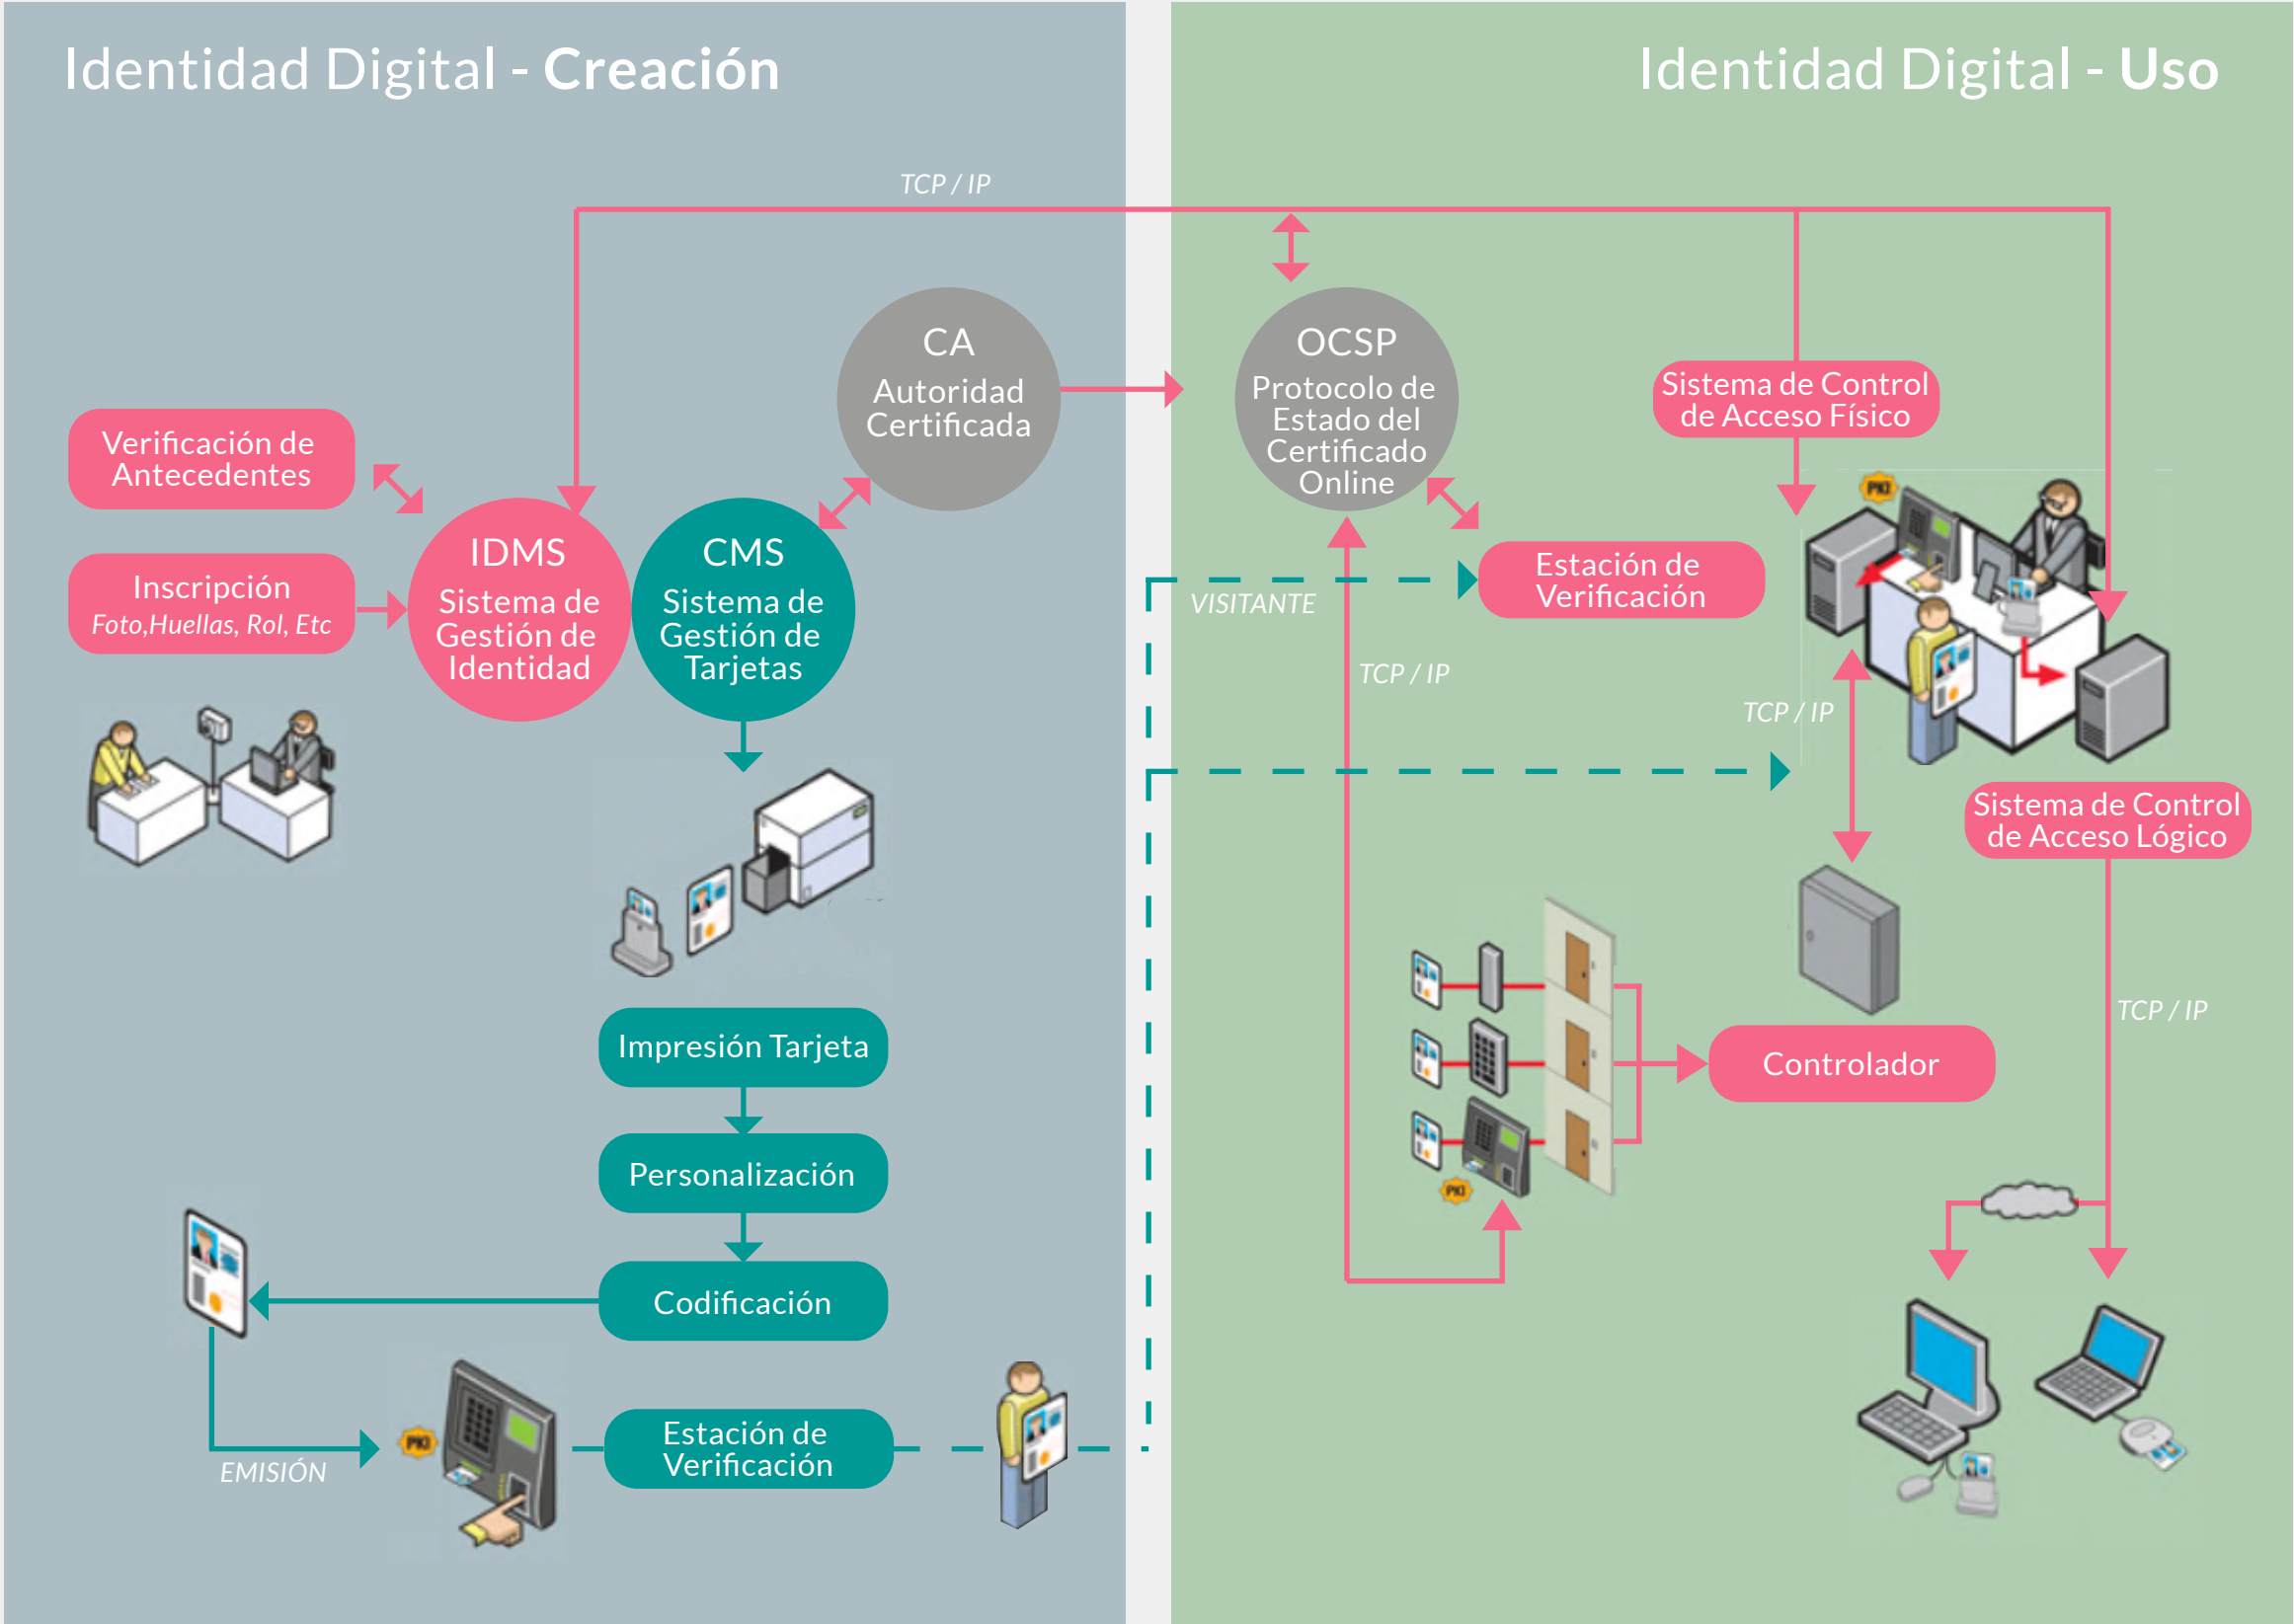 Identidad Digital - Creación
Identidad Digital - Uso
TCP / IP
CA
Autoridad
Certificada
OCSP
Protocolo de
Estado del
Certificado
Online
Sistema de Control
de Acceso Físico
Verificación de
Antecedentes
Inscripción
Foto,Huellas, Rol, Etc
IDMS
Sistema de
Gestión de
Identidad
CMS
Sistema de
Gestión de
Tarjetas
PKI
Estación de
Verificación
VISITANTE
TCP / IP
TCP / IP
Sistema de Control
de Acceso Lógico
TCP / IP
Controlador
PKI
Impresión Tarjeta
Personalización
Codificación
EMISIÓN
PKI
Estación de
Verificación